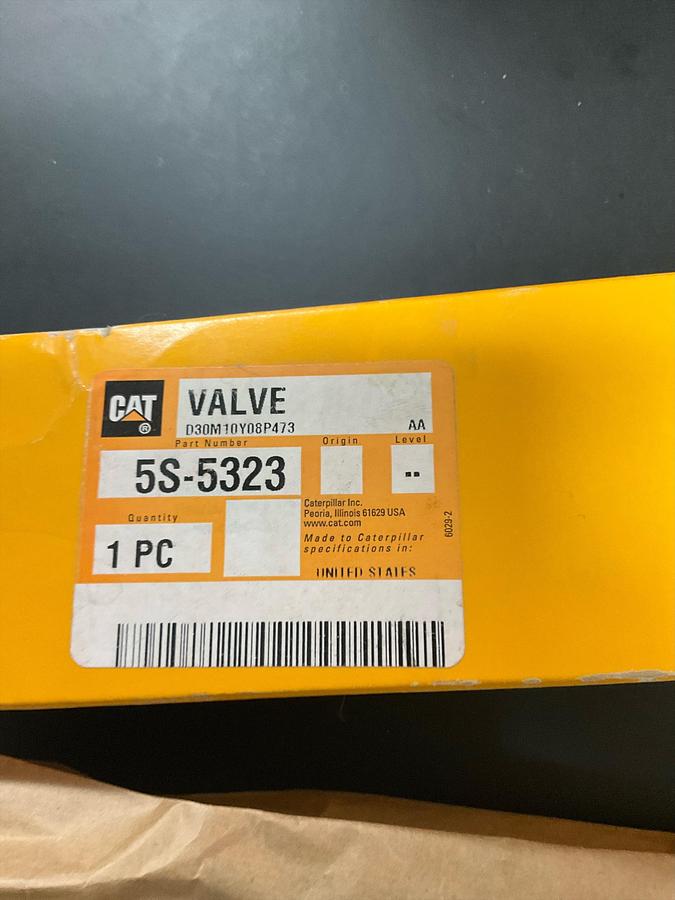 CAT
®
VALVE
D30M10Y08P473 AA
Part Number Origin Level
5S-5323 --
Quantity
1 PC
Caterpillar Inc.
Peoria, Illinois 61629 USA
www.cat.com
Made to Caterpillar
specifications in:
UNITED STATES
6029-2